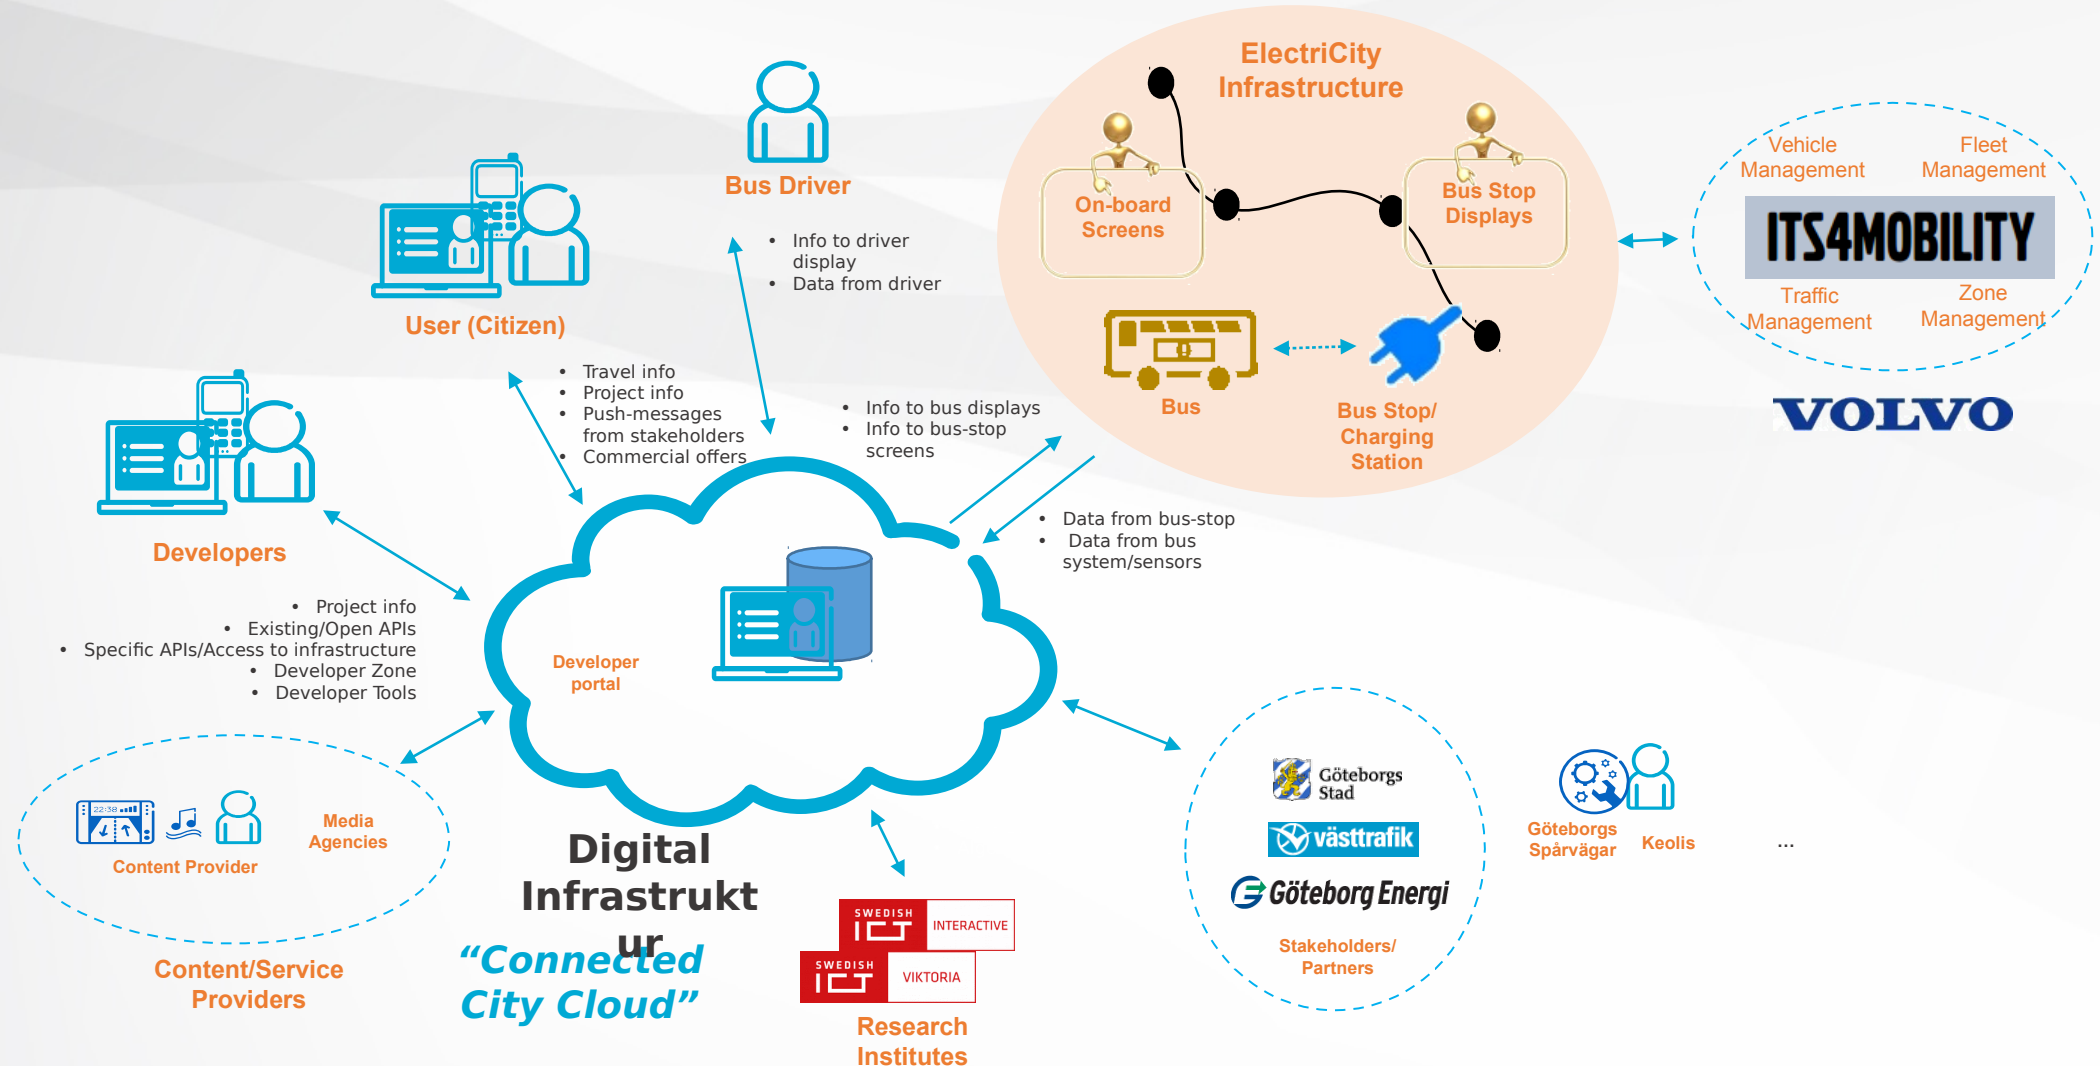 ElectriCity
Infrastructure
Bus Driver
• Info to driver
display
• Data from driver
User (Citizen)
• Travel info
• Project info
• Push-messages
from stakeholders
• Commercial offers
On-board
Screens
Bus Stop
Displays
Bus
Bus Stop/
Charging
Station
Vehicle
Management
Fleet
Management
ITS4MOBILITY
Traffic
Management
Zone
Management
VOLVO
• Info to bus displays
• Info to bus-stop
screens
• Data from bus-stop
• Data from bus
system/sensors
Developers
• Project info
• Existing/Open APIs
• Specific APIs/Access to infrastructure
• Developer Zone
• Developer Tools
Developer
portal
22:38
Content Provider
Media
Agencies
Content/Service
Providers
Digital
Infrastrukt
ur
“Connected
City Cloud”
SWEDISH
ICT
INTERACTIVE
SWEDISH
ICT
VIKTORIA
Research
Institutes
Göteborgs
Stad
västtrafik
Göteborg Energi
Stakeholders/
Partners
Göteborgs
Spårvägar
Keolis
...